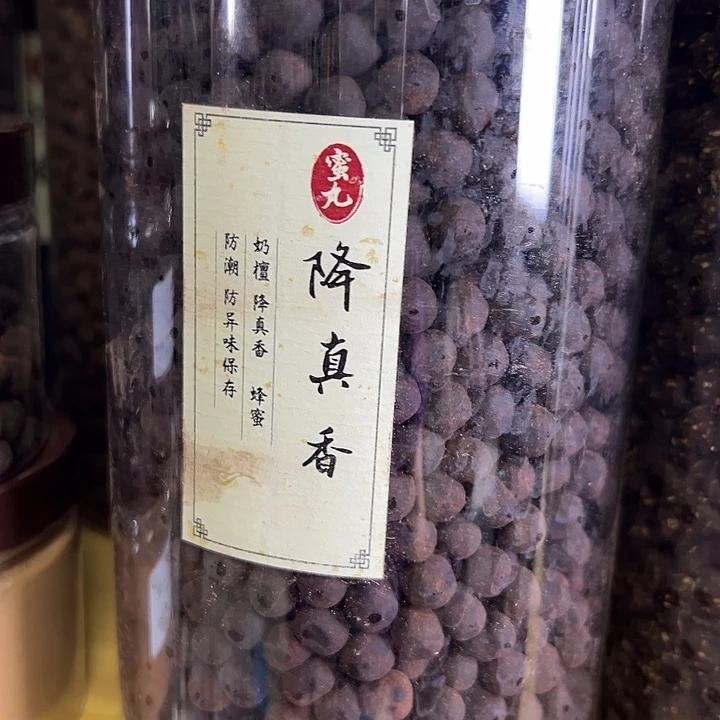 蜜丸
降真香
奶檀 降真香 蜂蜜
防潮 防异味保存